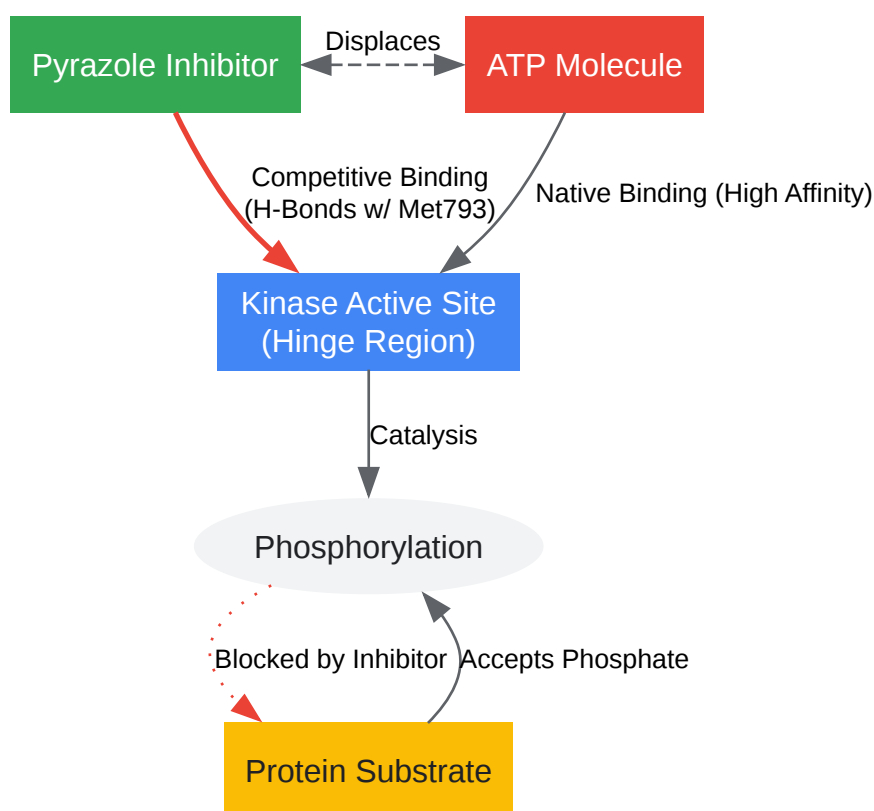 Displaces
Pyrazole Inhibitor
ATP Molecule
Competitive Binding
(H-Bonds w/ Met793)
Native Binding (High Affinity)
Kinase Active Site
(Hinge Region)
Catalysis
Phosphorylation
Blocked by Inhibitor
Accepts Phosphate
Protein Substrate